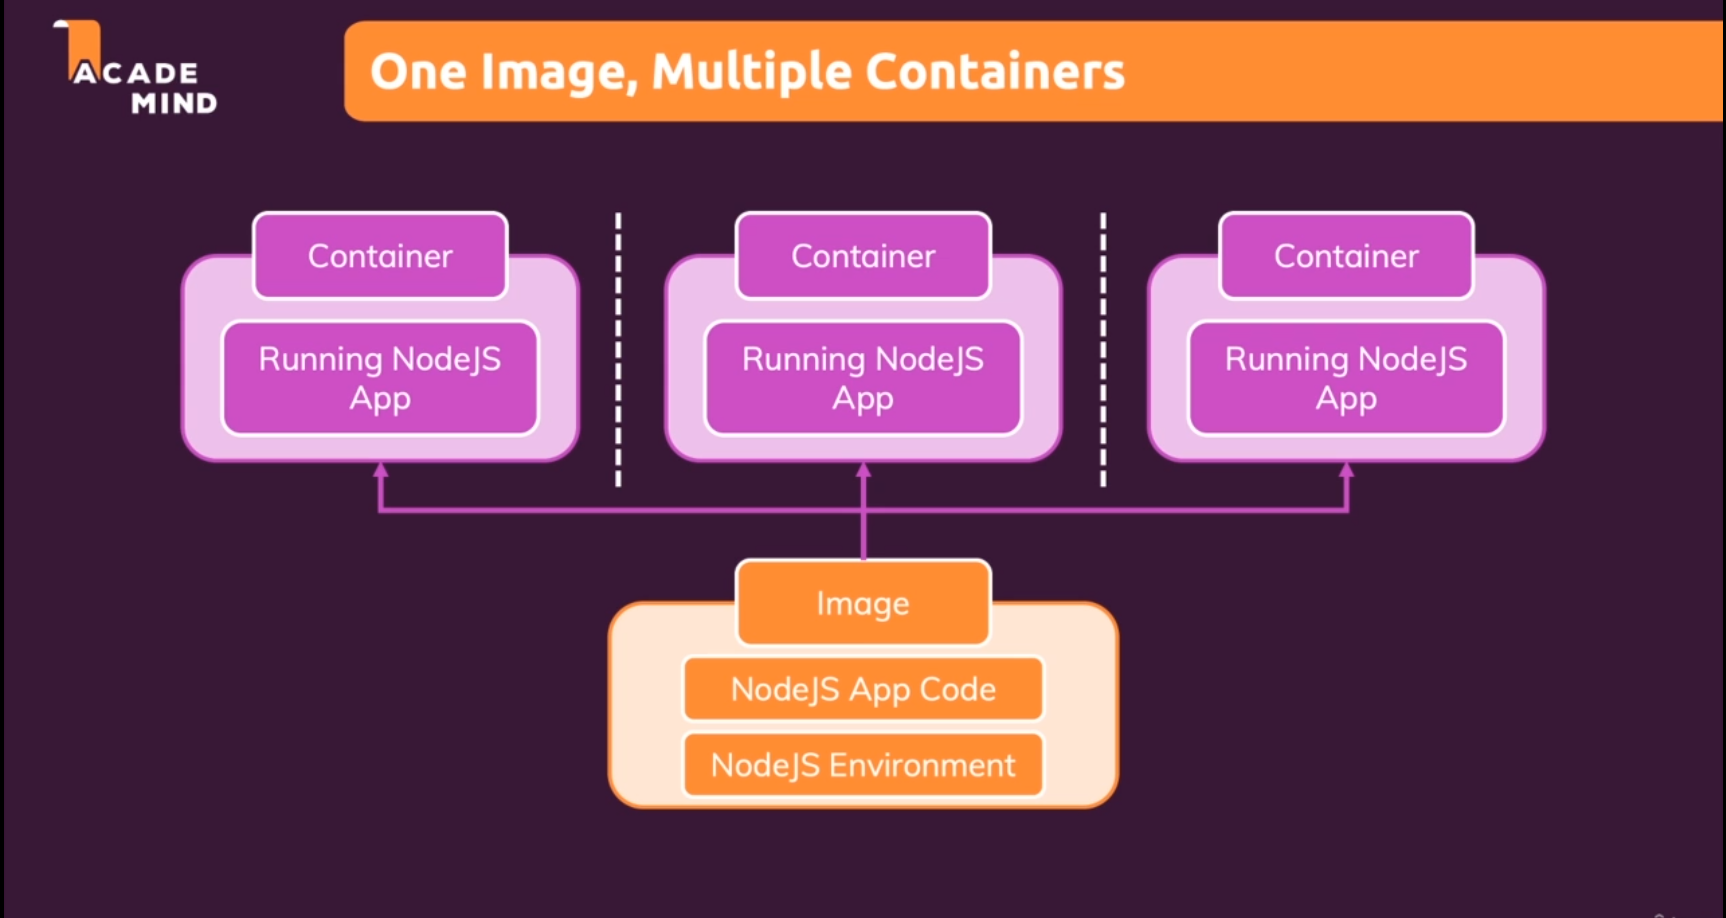 ACADE
MIND
One Image, Multiple Containers
Container
Container
Container
Running NodeJS
App
Running NodeJS
App
Running NodeJS
App
Image
NodeJS App Code
NodeJS Environment